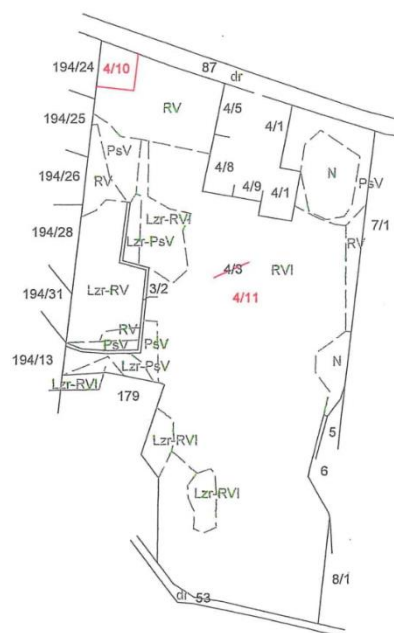 194/24
4/10
87
dr
RV
4/5
4/1
194/25
PsV
N
4/8
194/26
RV
4/9
4/1
PsV
7/1
Lzr-RVI
194/28
Lzr-PsV
RV
4/3
RVI
Lzr-RV
3/2
194/31
4/11
RV
PsV
PsV
194/13
Lzr-PsV
N
Lzr-RVI
179
5
Lzr-RVI
6
Lzr-RVI
8/1
dr
53